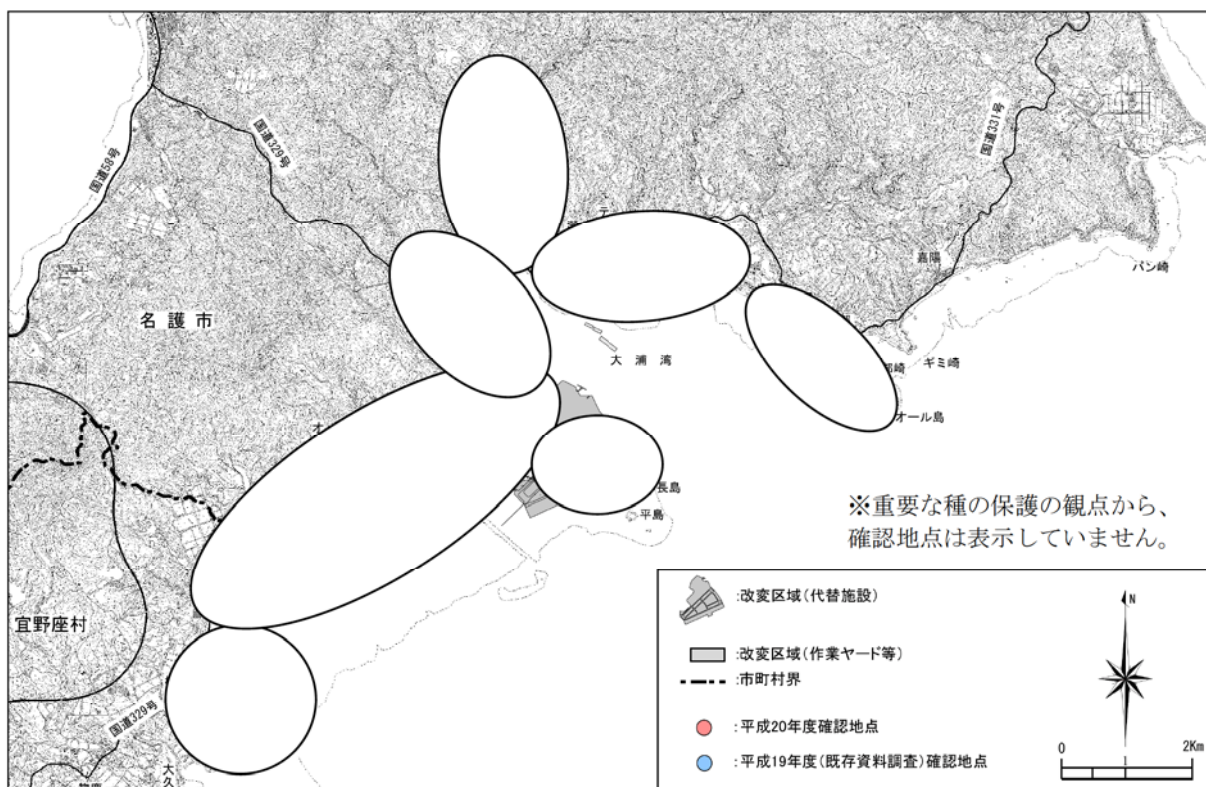 国道58号
国道329号
国道331号
テ
嘉陽
バン崎
名護市
大浦湾
ギミ崎
オール島
オ
長島
平島
※重要な種の保護の観点から、
確認地点は表示していません。
宜野座村
国道329号
大久
:改変区域(代替施設)
:改変区域(作業ヤード等)
:市町村界
:平成20年度確認地点
:平成19年度(既存資料調査)確認地点
N
0 1 2Km